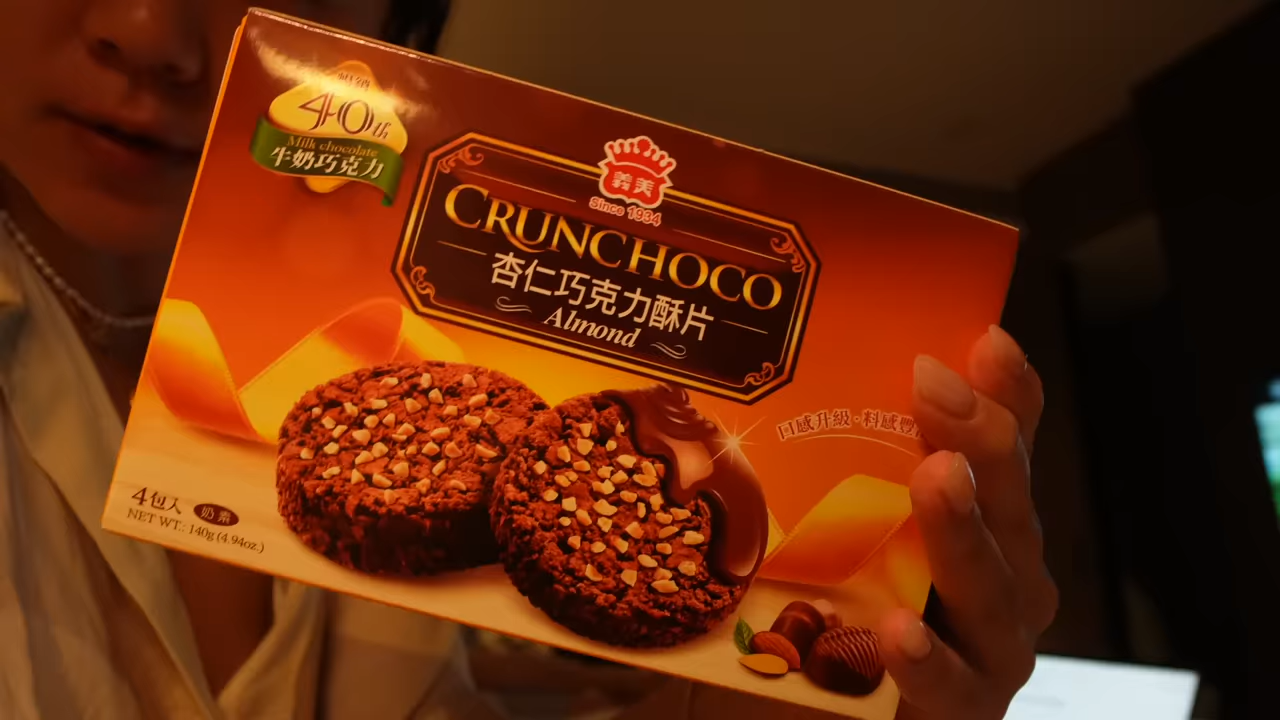 暢銷
40th
Milk chocolate
牛奶巧克力
義美
Since 1934
CRUNCHOCO
杏仁巧克力酥片
Almond
口感升級·料感豐
4包入 奶素
NET WT.: 140g (4.94oz.)